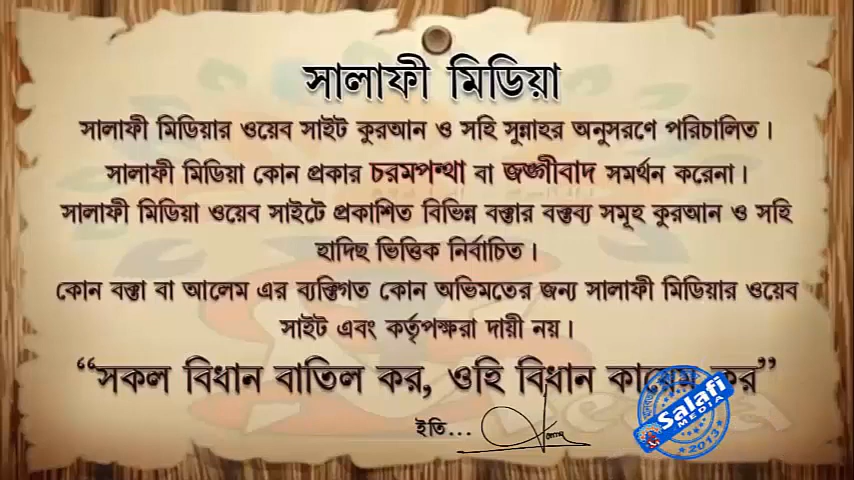 সালাফী মিডিয়া
সালাফী মিডিয়ার ওয়েব সাইট কুরআন ও সহি সুন্নাহর অনুসরণে পরিচালিত।
সালাফী মিডিয়া কোন প্রকার চরমপন্থা বা জঙ্গীবাদ সমর্থন করেনা।
সালাফী মিডিয়া ওয়েব সাইটে প্রকাশিত বিভিন্ন বক্তার বক্তব্য সমূহ কুরআন ও সহি
হাদিছ ভিত্তিক নির্বাচিত।
কোন বক্তা বা আলেম এর ব্যক্তিগত কোন অভিমতের জন্য সালাফী মিডিয়ার ওয়েব
সাইট এবং কর্তৃপক্ষরা দায়ী নয়।
“সকল বিধান বাতিল কর, ওহি বিধান কায়েম কর”
ইতি...
Salafi
MEDIA
2013